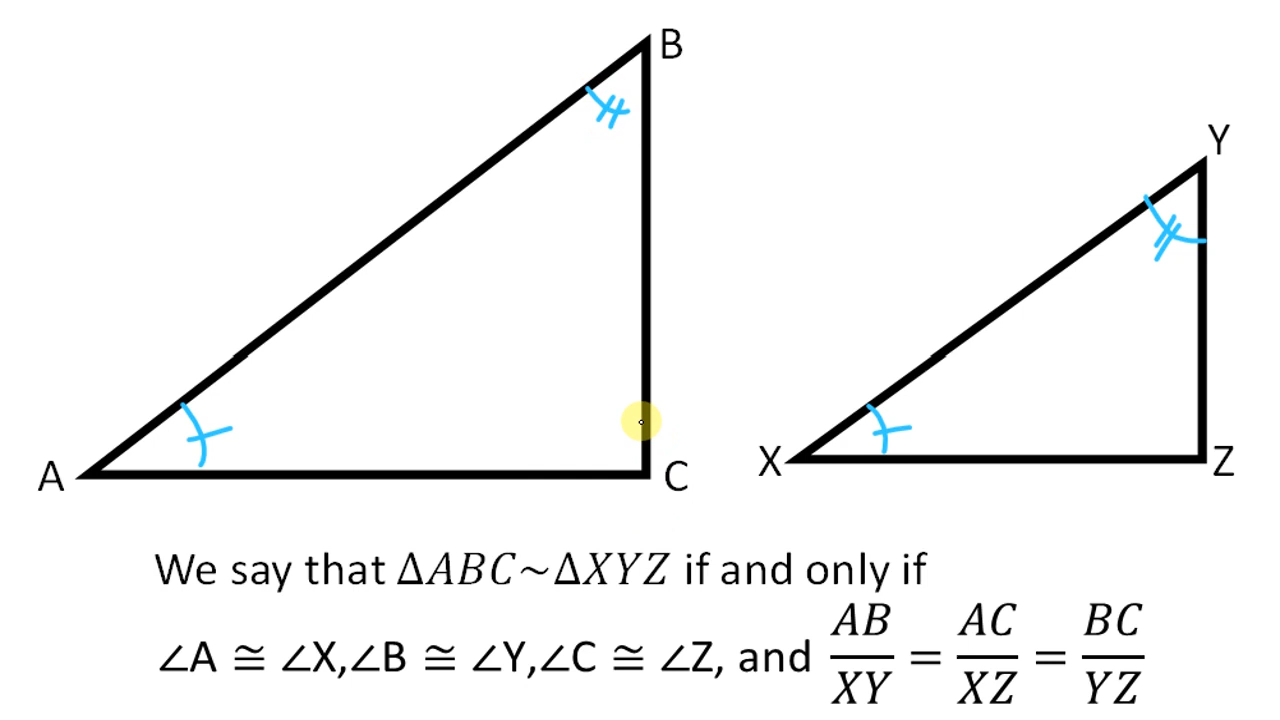 B
Y
A
C
X
Z
We say that Δ𝐴𝐵𝐶~Δ𝑋𝑌𝑍 if and only if
∠A ≅ ∠X,∠B ≅ ∠Y,∠C ≅ ∠Z, and 𝐴𝐵/𝑋𝑌 = 𝐴𝐶/𝑋𝑍 = 𝐵𝐶/𝑌𝑍